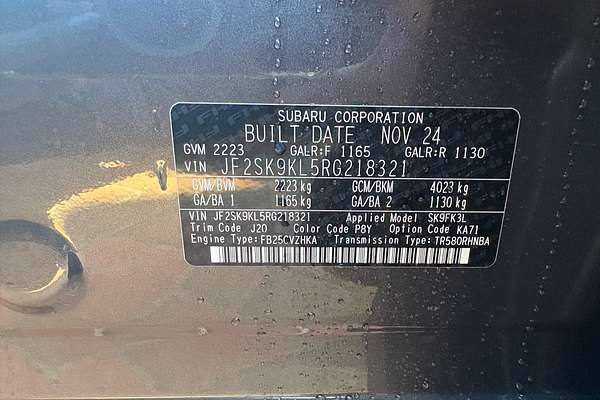 SUBARU CORPORATION
BUILT DATE NOV 24
GVM 2223 GALR:F 1165 GALR:R 1130
VIN JF2SK9KL5RG218321
GVM/BVM 2223 kg GCM/BKM 4023 kg
GA/BA 1 1165 kg GA/BA 2 1130 kg
VIN JF2SK9KL5RG218321 Applied Model SK9FK3L
Trim Code J20 Color Code P8Y Option Code KA71
Engine Type:FB25CVZHKA Transmission Type:TR580RHNBA